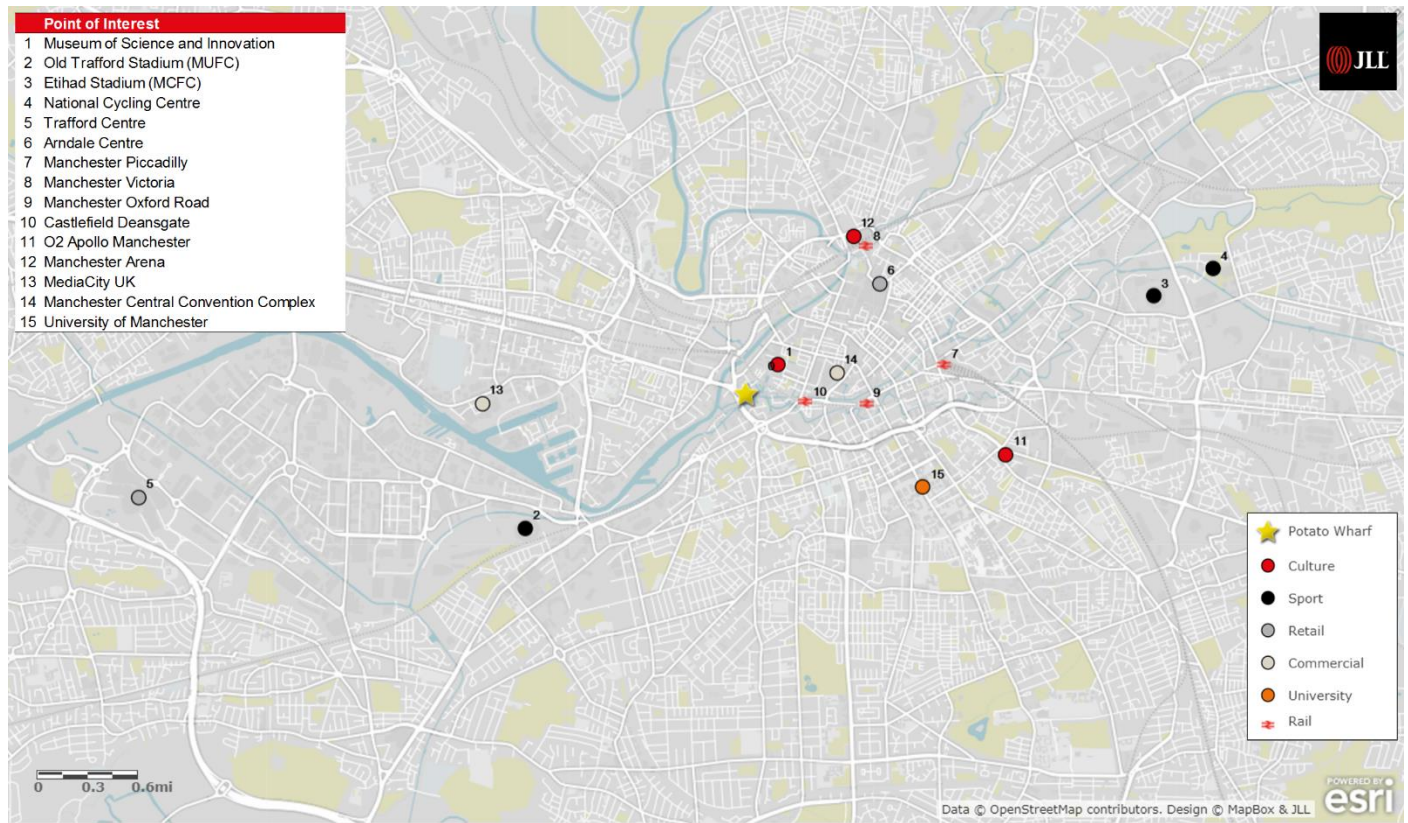 Point of Interest
1 Museum of Science and Innovation
2 Old Trafford Stadium (MUFC)
3 Etihad Stadium (MCFC)
4 National Cycling Centre
5 Trafford Centre
6 Arndale Centre
7 Manchester Piccadilly
8 Manchester Victoria
9 Manchester Oxford Road
10 Castlefield Deansgate
11 O2 Apollo Manchester
12 Manchester Arena
13 MediaCity UK
14 Manchester Central Convention Complex
15 University of Manchester
JLL
12
8
4
6
3
1
14
7
13
10
9
11
15
5
2
Potato Wharf
Culture
Sport
Retail
Commercial
University
Rail
0 0.3 0.6mi
POWERED BY
esri
Data © OpenStreetMap contributors. Design © MapBox & JLL